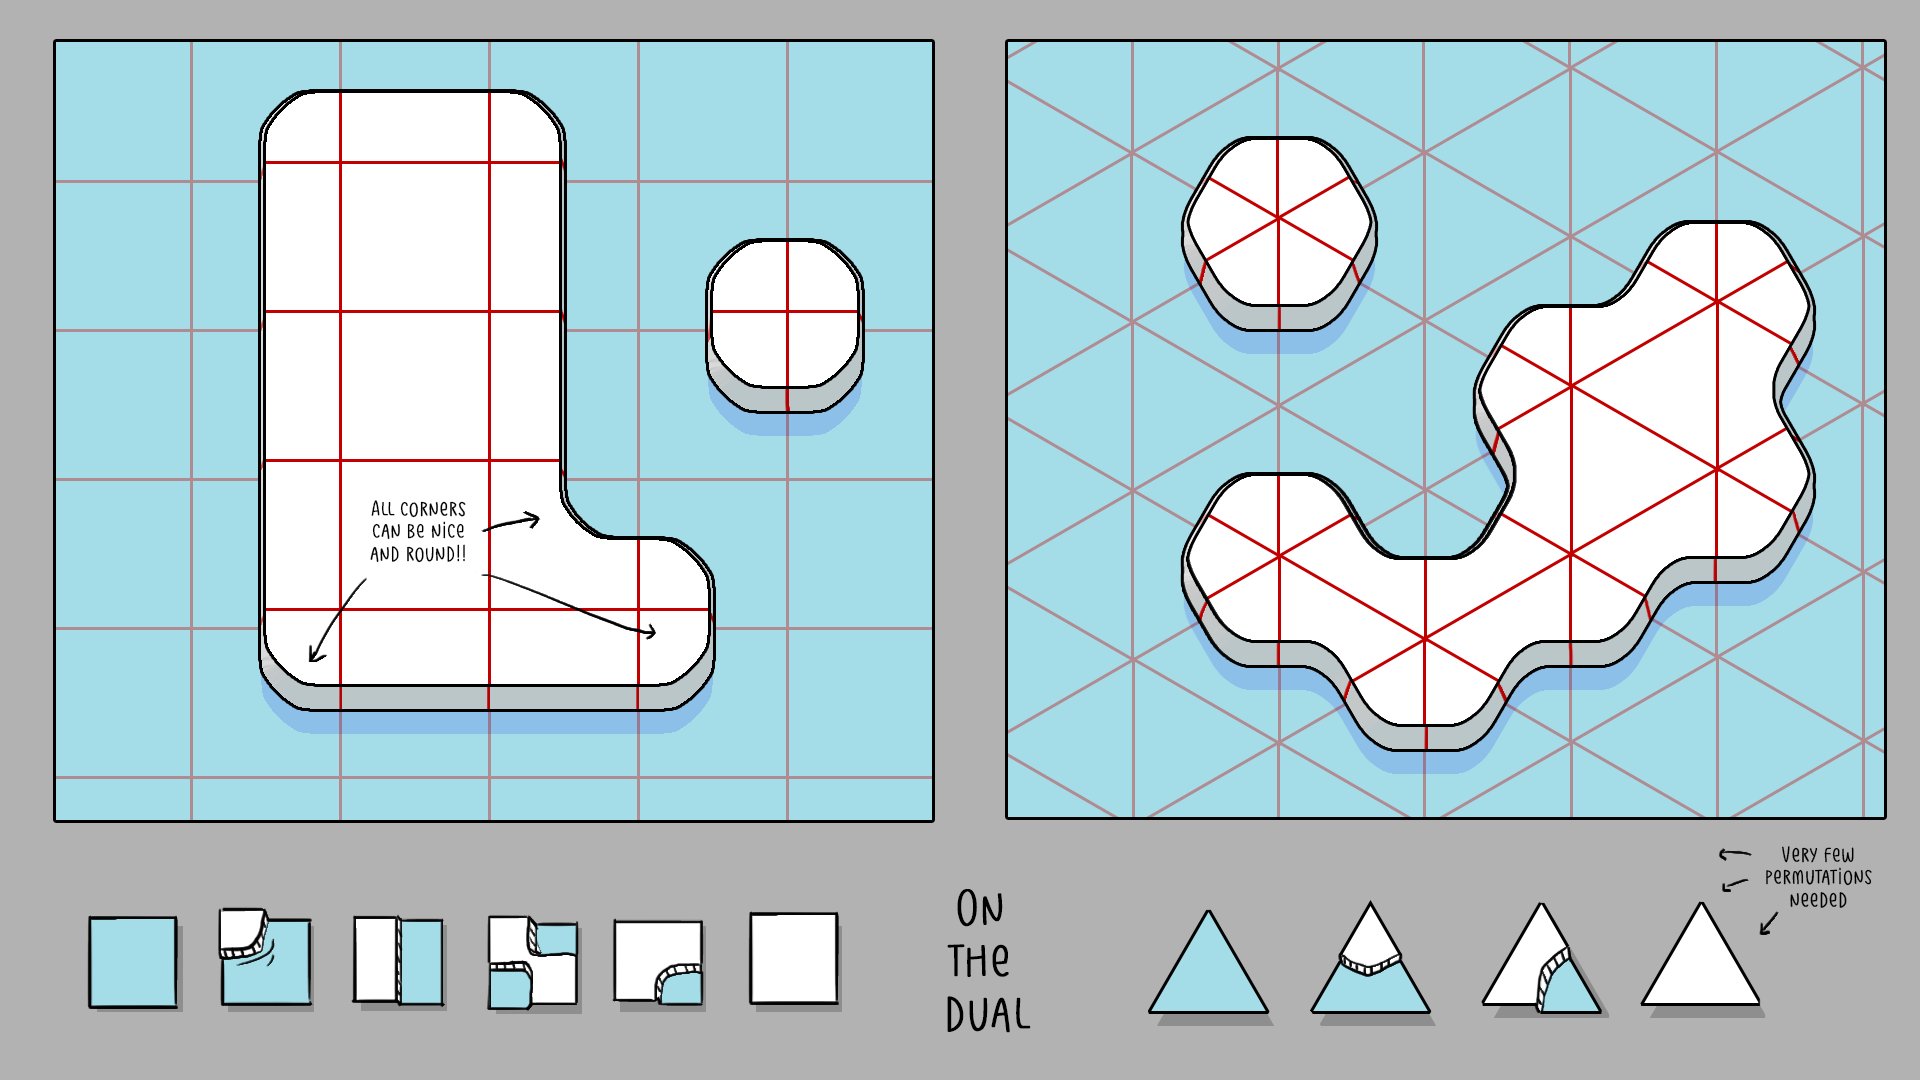 ALL CORNERS
CAN BE NICE
AND ROUND!!
ON
THE
DUAL
VERY FEW
PERMUTATIONS
NEEDED